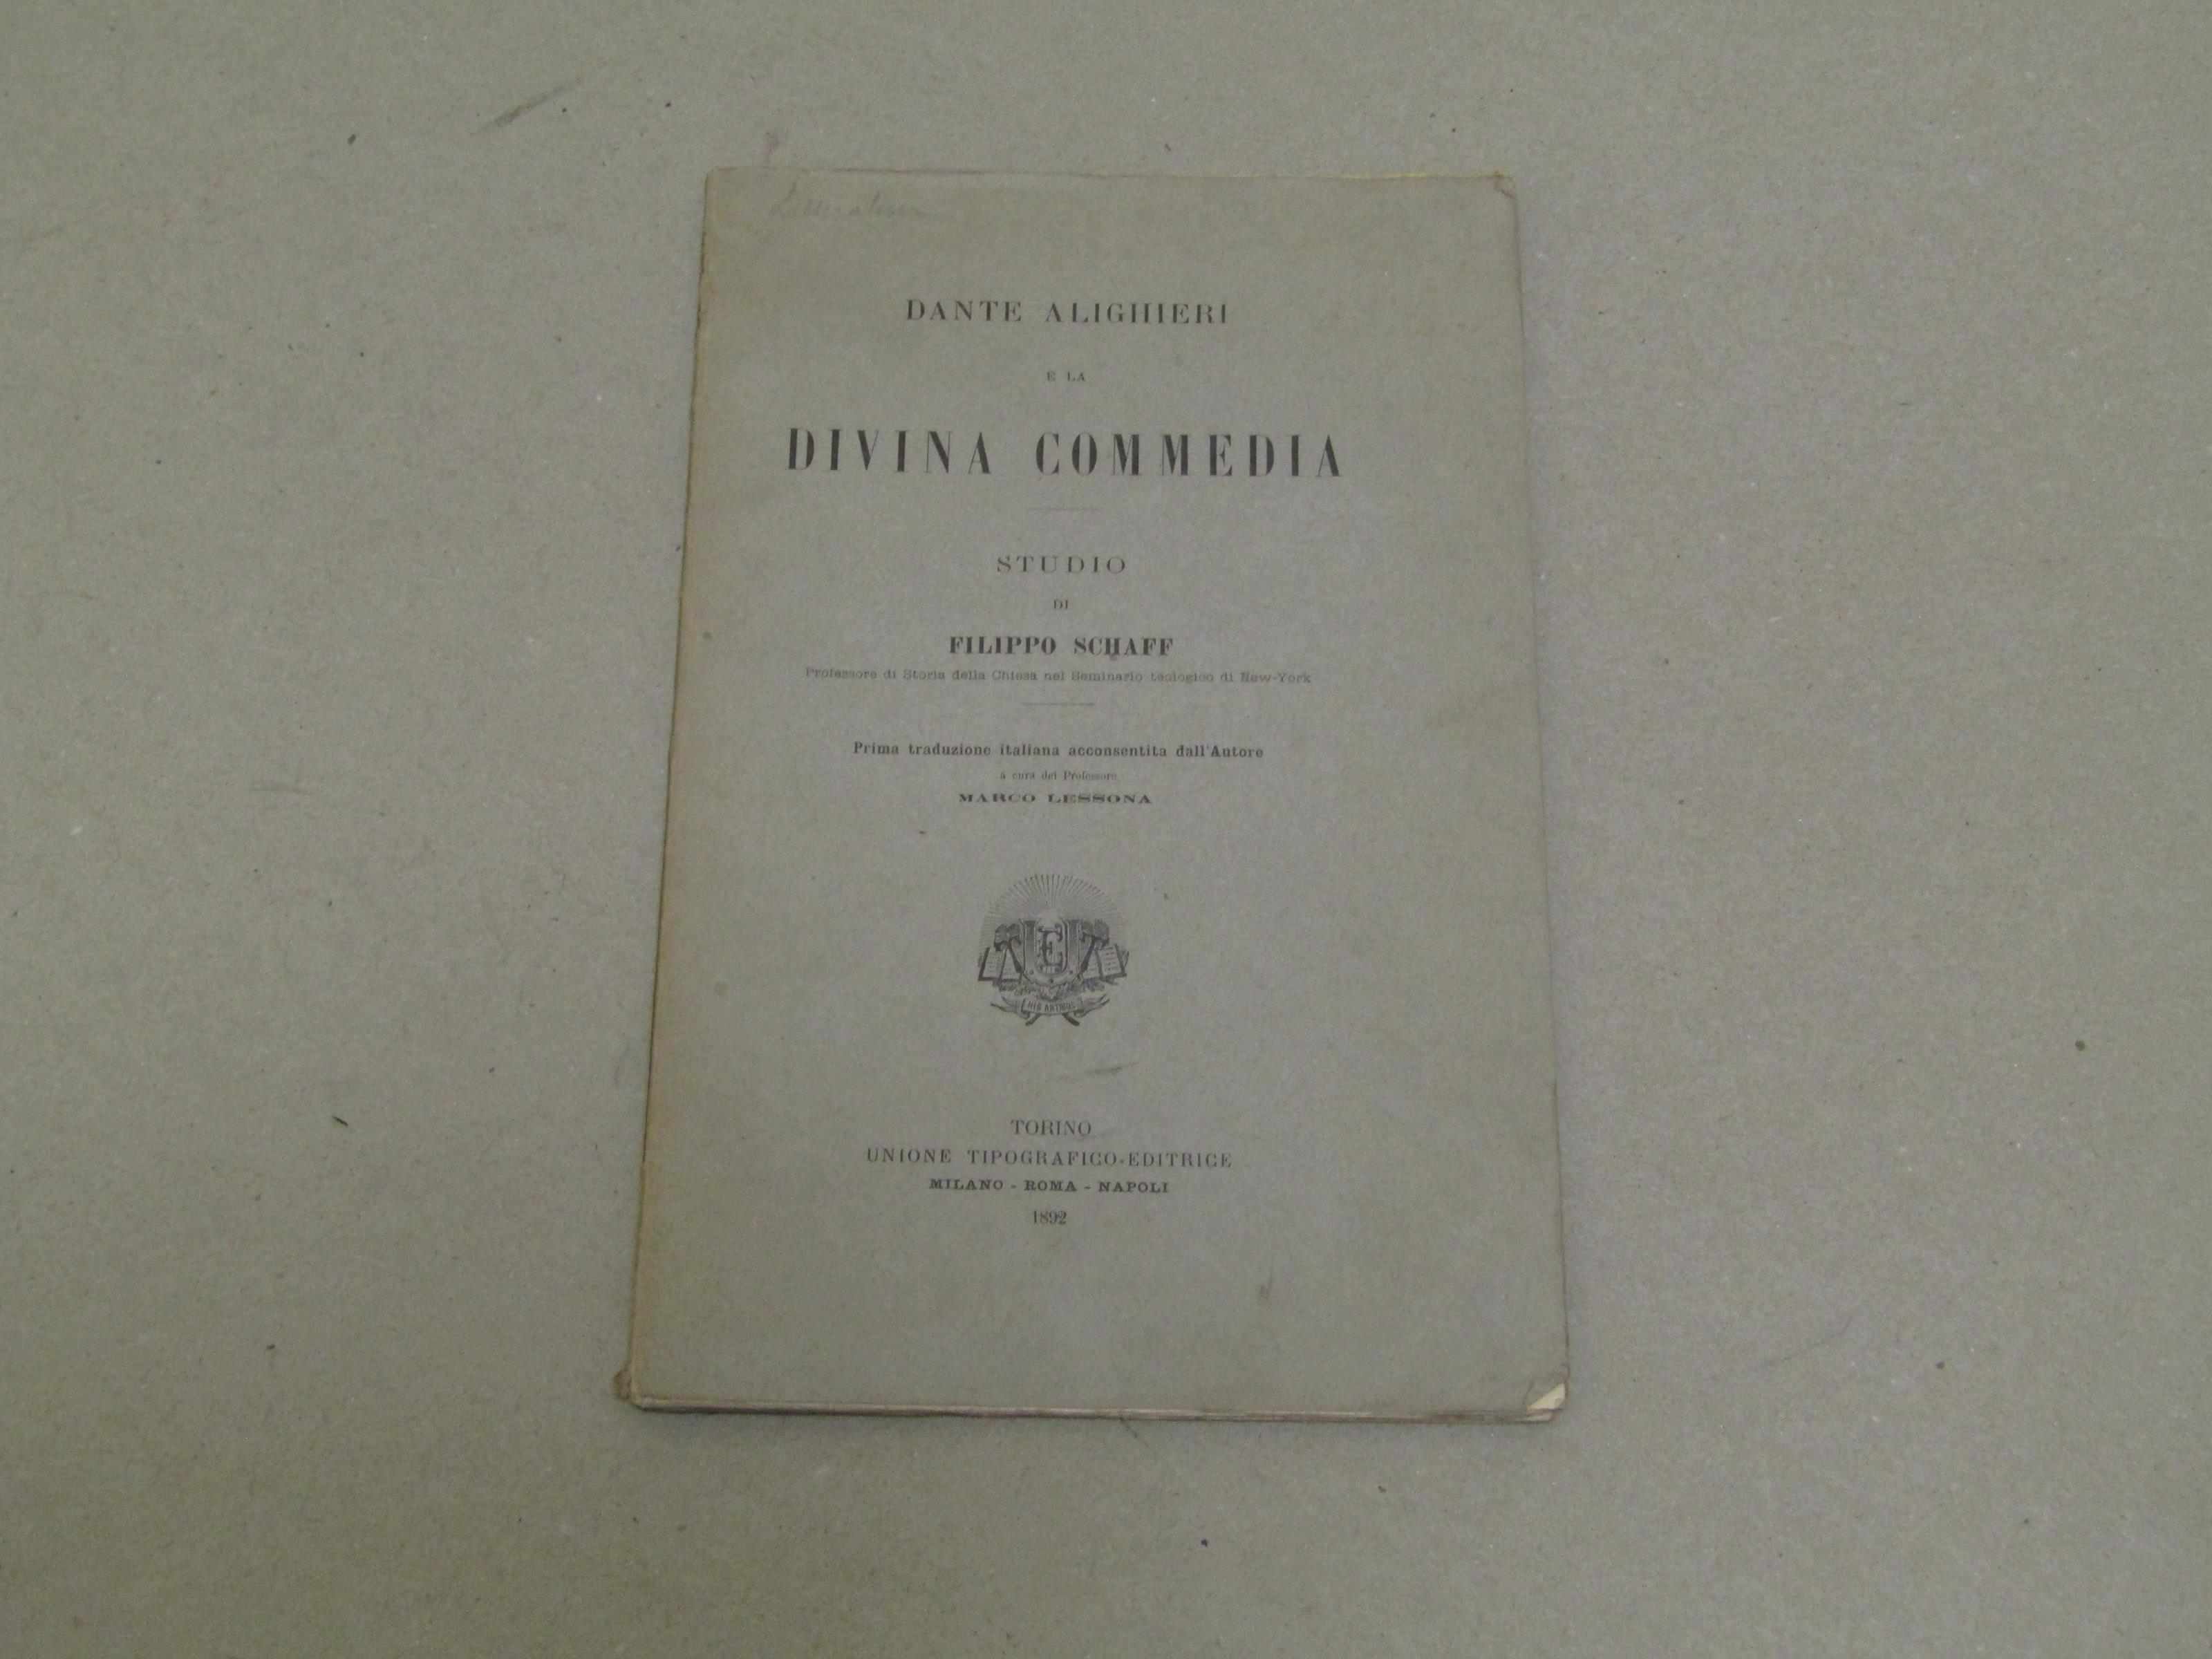 DANTE ALIGHIERI
E LA
DIVINA COMMEDIA
STUDIO
DI
FILIPPO SCHAFF
Professore di Storia della Chiesa nel Seminario teologico di New-York
Prima traduzione italiana acconsentita dall'Autore
a cura del Professore
MARCO LESSONA
TORINO
UNIONE TIPOGRAFICO-EDITRICE
MILANO - ROMA - NAPOLI
1892